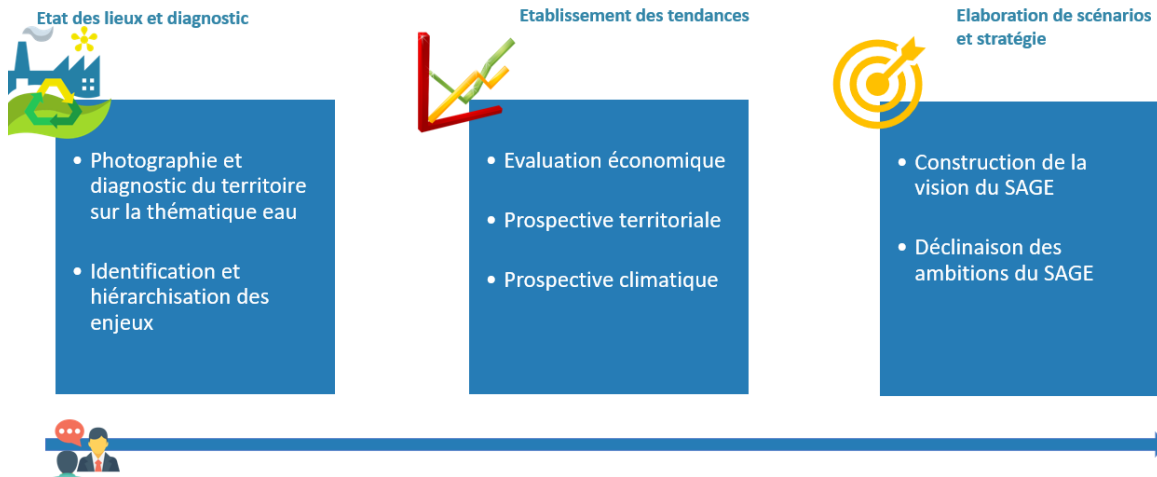 Etat des lieux et diagnostic
• Photographie et
diagnostic du territoire
sur la thématique eau
• Identification et
hiérarchisation des
enjeux
Etablissement des tendances
• Evaluation économique
• Prospective territoriale
• Prospective climatique
Elaboration de scénarios
et stratégie
• Construction de la
vision du SAGE
• Déclinaison des
ambitions du SAGE